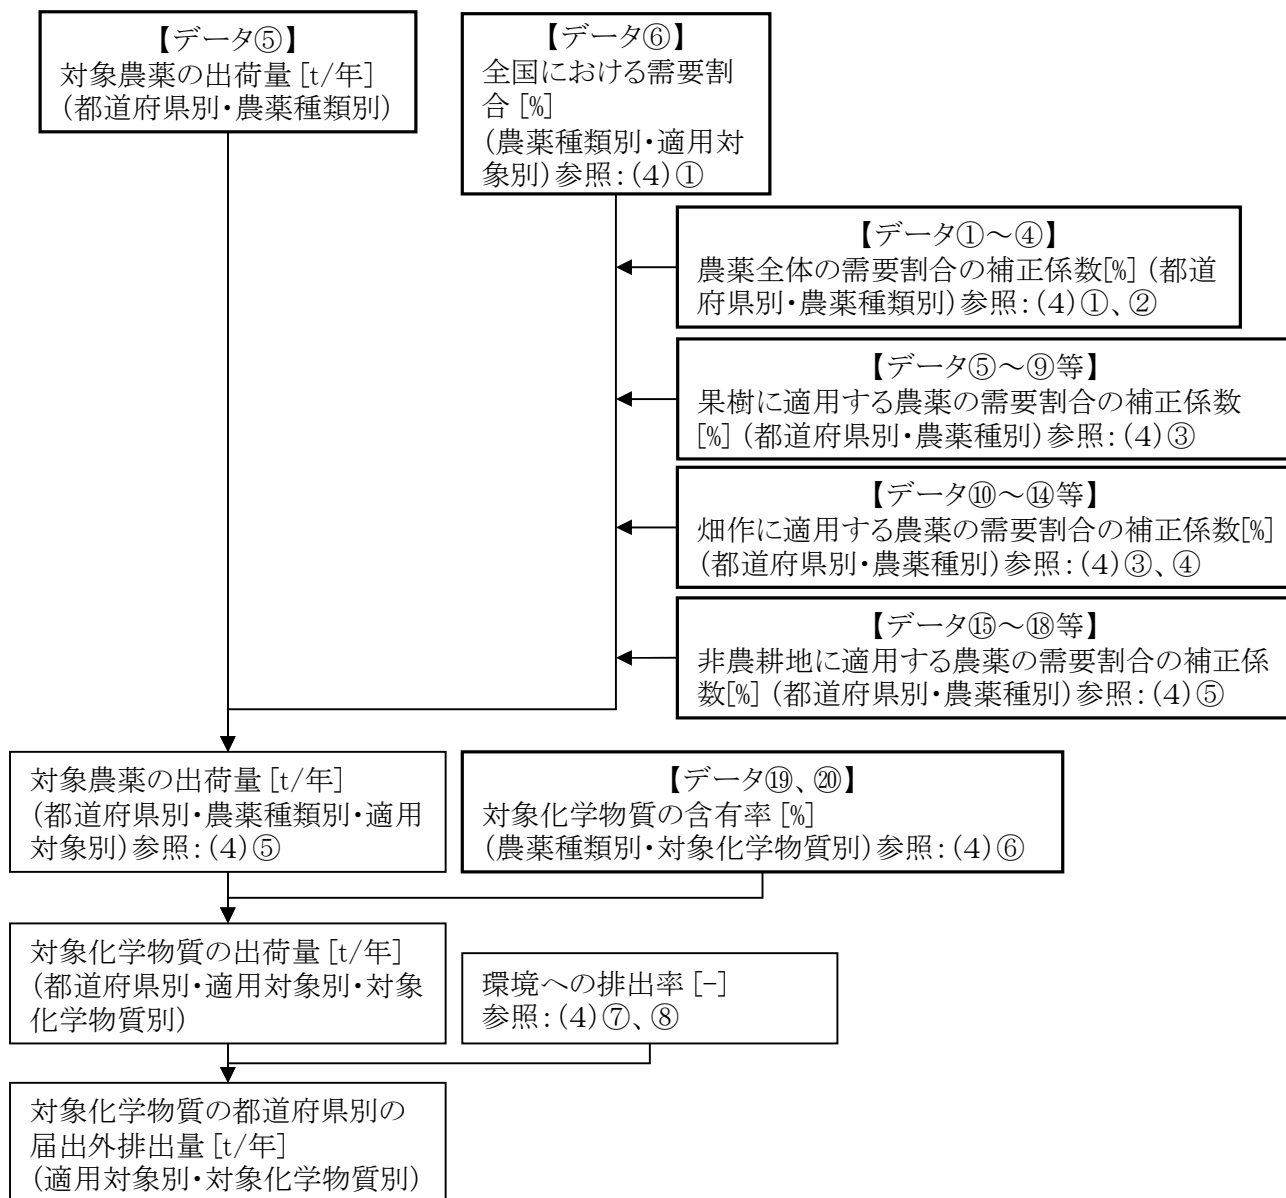 【データ⑤】
対象農薬の出荷量[t/年]
(都道府県別・農薬種類別)
【データ⑥】
全国における需要割
合[%]
(農薬種類別・適用対
象別)参照:(4)①
【データ①～④】
農薬全体の需要割合の補正係数[%](都道
府県別・農薬種類別)参照:(4)①、②
【データ⑤～⑨等】
果樹に適用する農薬の需要割合の補正係数
[%](都道府県別・農薬種別)参照:(4)③
【データ⑩～⑭等】
畑作に適用する農薬の需要割合の補正係数[%]
(都道府県別・農薬種別)参照:(4)③、④
【データ⑮～⑱等】
非農耕地に適用する農薬の需要割合の補正係
数[%](都道府県別・農薬種別)参照:(4)⑤
対象農薬の出荷量[t/年]
(都道府県別・農薬種類別・適用
対象別)参照:(4)⑤
【データ⑲、⑳】
対象化学物質の含有率[%]
(農薬種類別・対象化学物質別)参照:(4)⑥
対象化学物質の出荷量[t/年]
(都道府県別・適用対象別・対象
化学物質別)
環境への排出率[-]
参照:(4)⑦、⑧
対象化学物質の都道府県別の
届出外排出量[t/年]
(適用対象別・対象化学物質別)